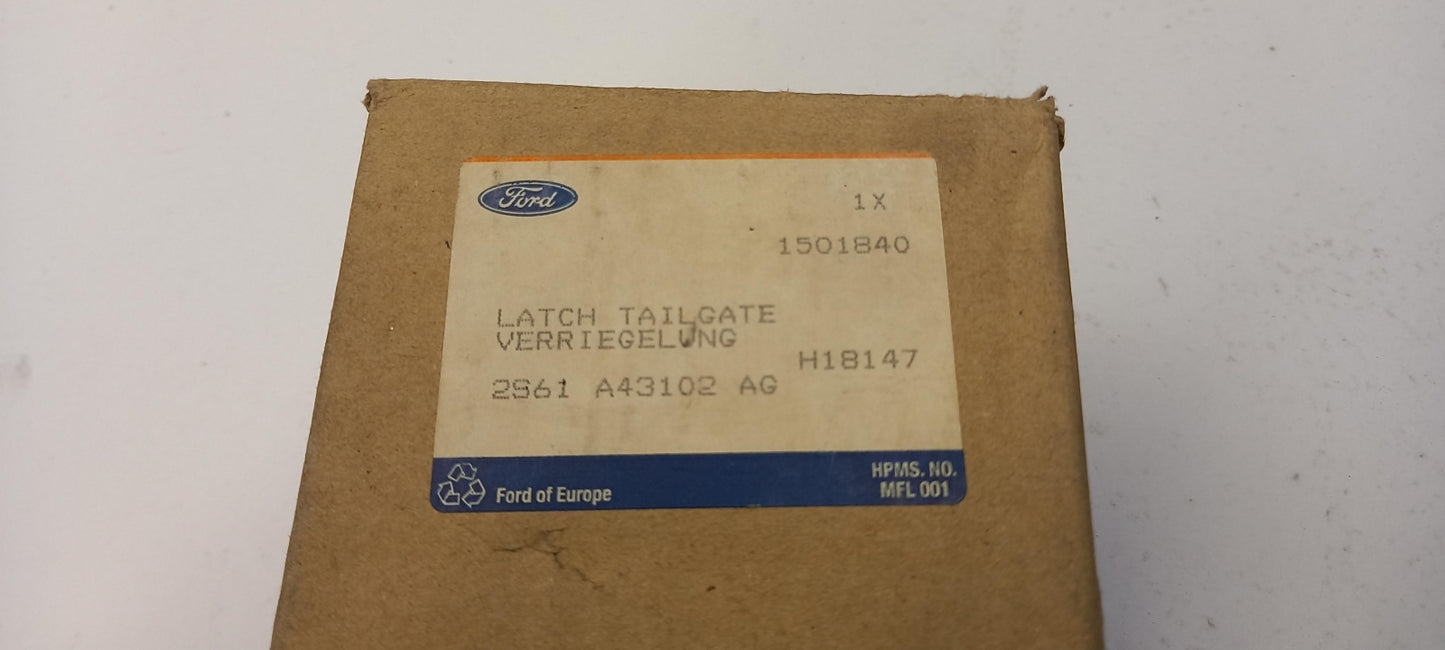 Ford
1X
1501840
LATCH TAILGATE
VERRIEGELUNG
H18147
2S61 A43102 AG
HPMS. NO.
Ford of Europe
MFL 001